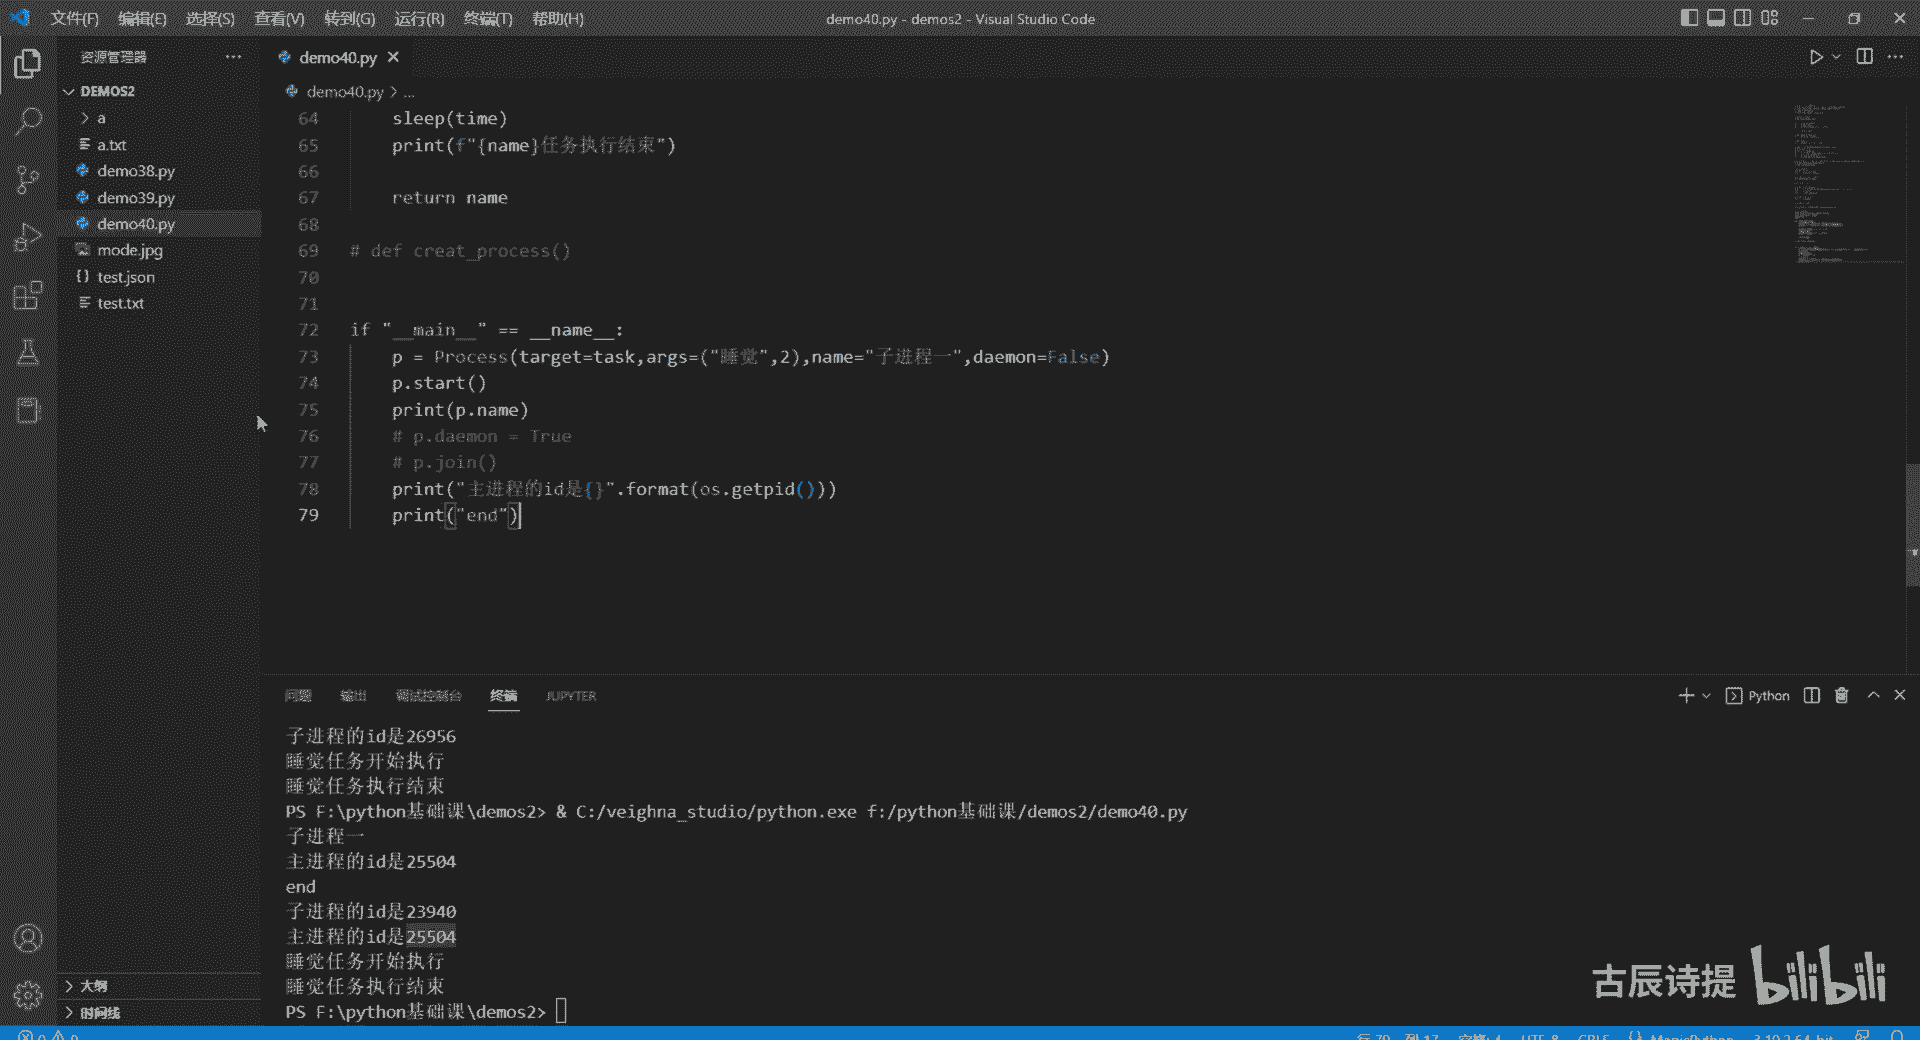 文件(F) 编辑(E) 选择(S) 查看(V) 转到(G) 运行(R) 终端(T) 帮助(H) demo40.py - demos2 - Visual Studio Code
资源管理器
DEMOS2
a
a.txt
demo38.py
demo39.py
demo40.py
mode.jpg
test.json
test.txt
大纲
时间线
demo40.py
demo40.py > ...
64 sleep(time)
65 print(f"{name}任务执行结束")
66
67 return name
68
69 # def creat_process()
70
71
72 if "__main__" == __name__:
73 p = Process(target=task,args=("睡觉",2),name="子进程一",daemon=False)
74 p.start()
75 print(p.name)
76 # p.daemon = True
77 # p.join()
78 print("主进程的id是{}".format(os.getpid()))
79 print("end")
问题 输出 调试控制台 终端 JUPYTER Python
子进程的id是26956
睡觉任务开始执行
睡觉任务执行结束
PS F:\python基础课\demos2> & C:/veighna_studio/python.exe f:/python基础课/demos2/demo40.py
子进程一
主进程的id是25504
end
子进程的id是23940
主进程的id是25504
睡觉任务开始执行
睡觉任务执行结束
PS F:\python基础课\demos2>
古辰诗提 bilibili